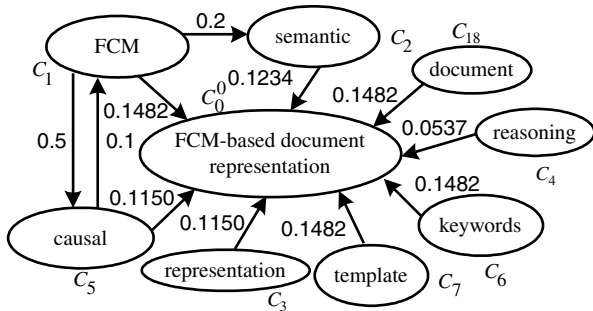 0.2
FCM
semantic
C1
C2
C18
document
0.1234
0.1482
C00
0.1482
0.5
0.1
FCM-based document
representation
0.0537
reasoning
C4
0.1150
0.1150
0.1482
0.1482
causal
C5
representation
C3
template
C7
keywords
C6